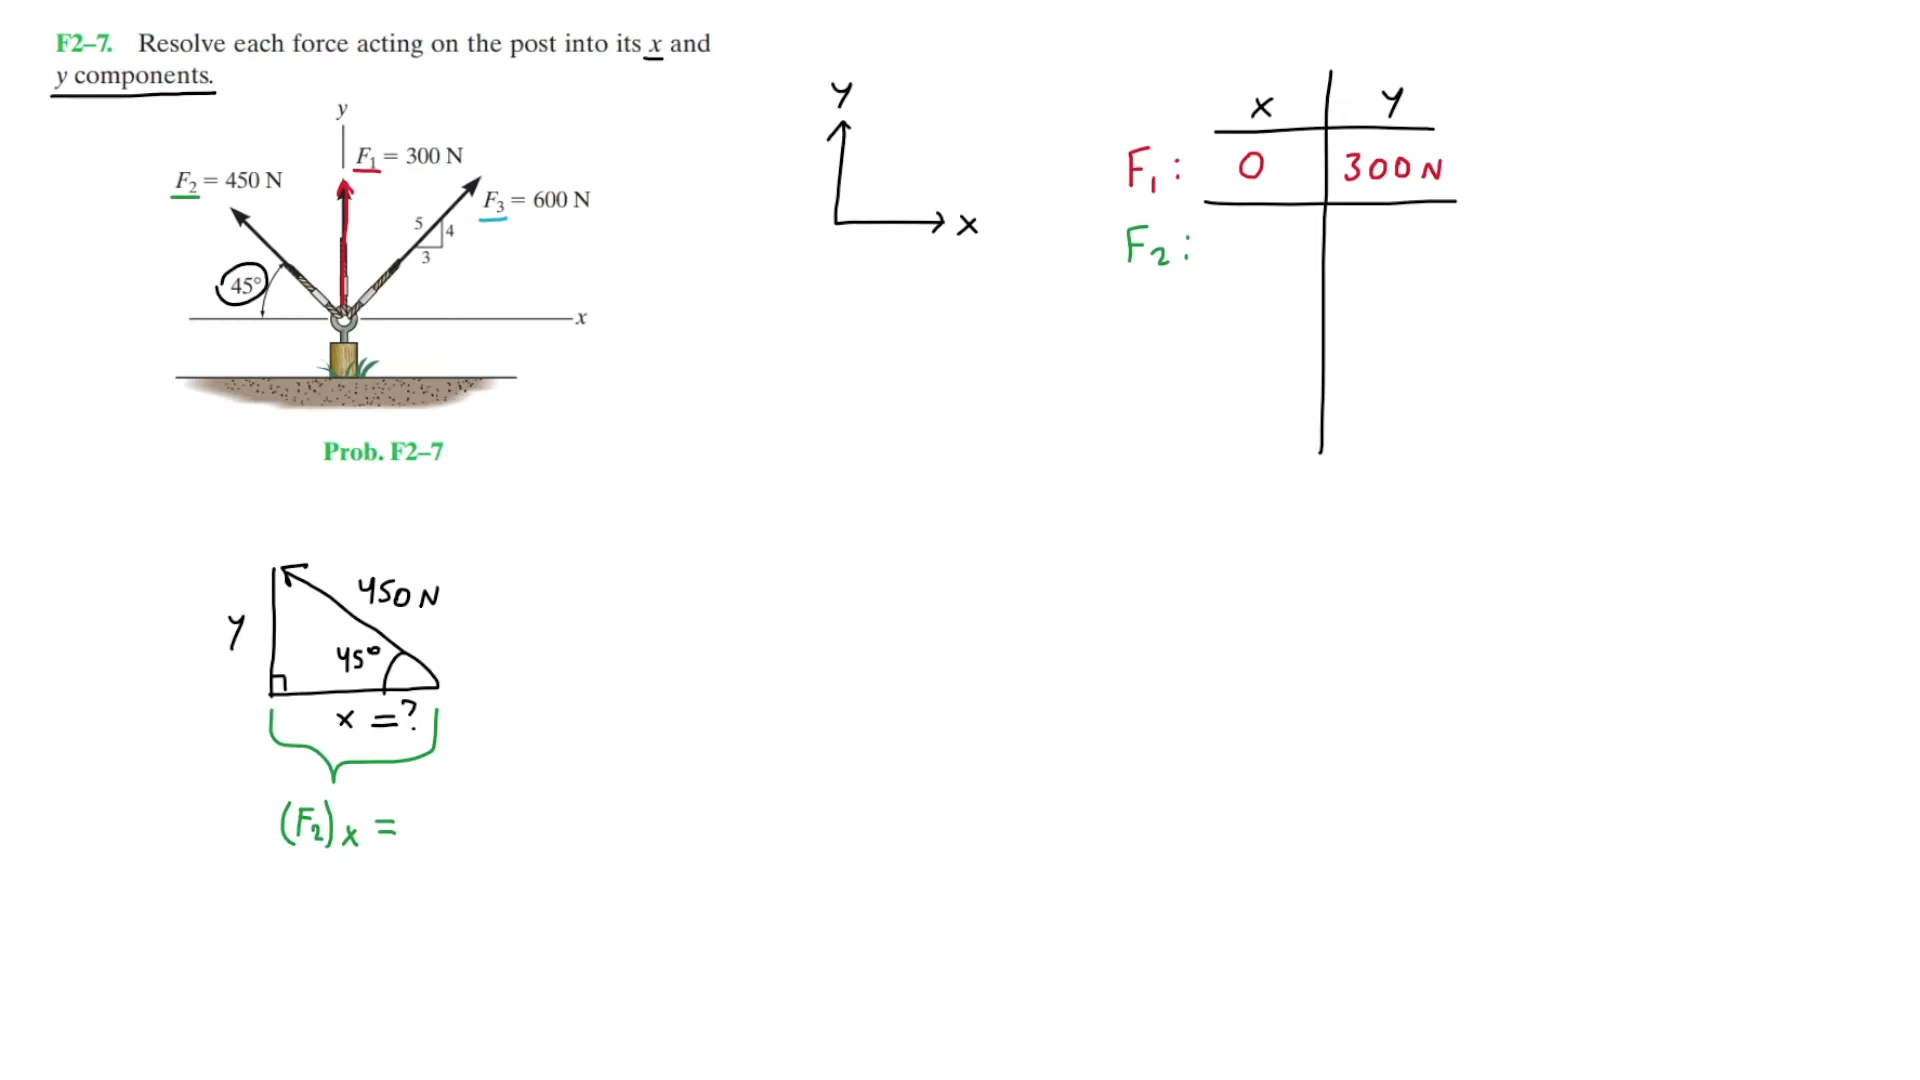 F2–7. Resolve each force acting on the post into its x and
y components.
y
F₁ = 300 N
F₂ = 450 N
F₃ = 600 N
5
4
3
45°
x
Prob. F2–7
y
x
x y
F₁: 0 300 N
F₂:
450 N
y
45°
x = ?
(F₂)x =